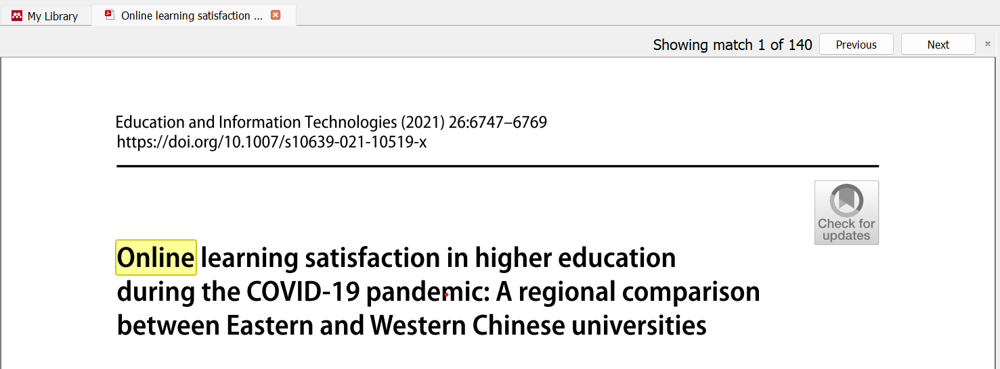 My Library
Online learning satisfaction ...
Showing match 1 of 140
Previous
Next
Education and Information Technologies (2021) 26:6747–6769
https://doi.org/10.1007/s10639-021-10519-x
Check for
updates
Online learning satisfaction in higher education
during the COVID-19 pandemic: A regional comparison
between Eastern and Western Chinese universities